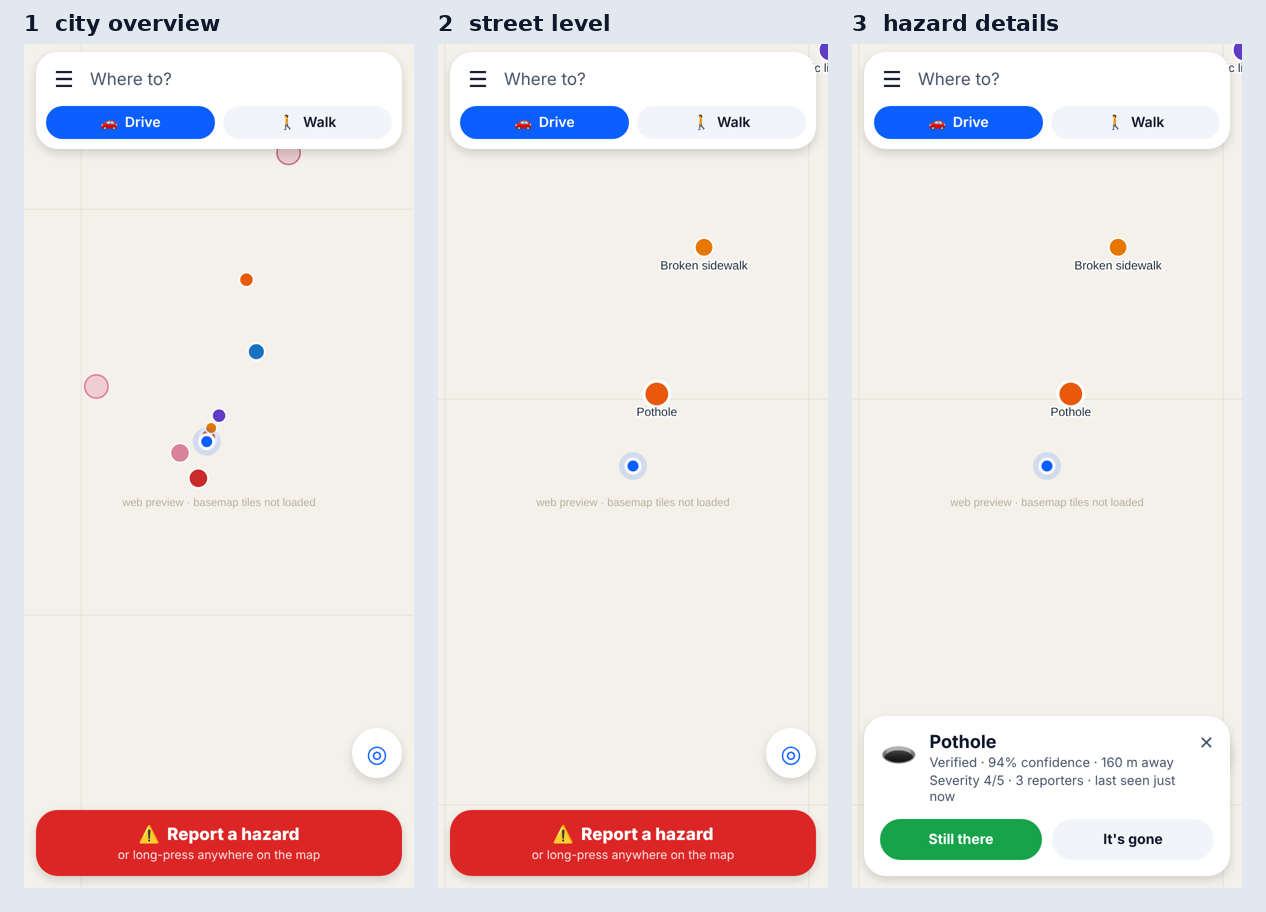 1 city overview
☰ Where to?
🚗 Drive
🚶 Walk
web preview · basemap tiles not loaded
⚠️ Report a hazard
or long-press anywhere on the map
2 street level
c li
☰ Where to?
🚗 Drive
🚶 Walk
Broken sidewalk
Pothole
web preview · basemap tiles not loaded
⚠️ Report a hazard
or long-press anywhere on the map
3 hazard details
c li
☰ Where to?
🚗 Drive
🚶 Walk
Broken sidewalk
Pothole
web preview · basemap tiles not loaded
Pothole
Verified · 94% confidence · 160 m away
Severity 4/5 · 3 reporters · last seen just
now
Still there
It's gone